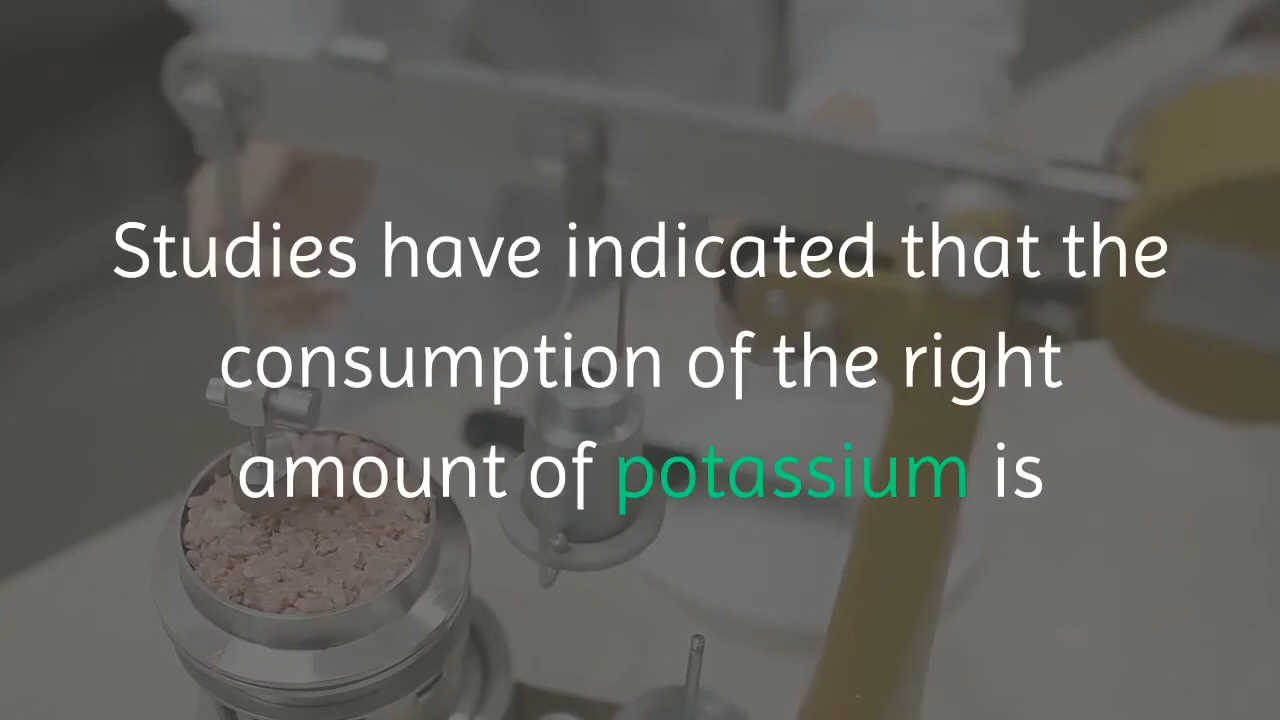 Studies have indicated that the
consumption of the right
amount of potassium is